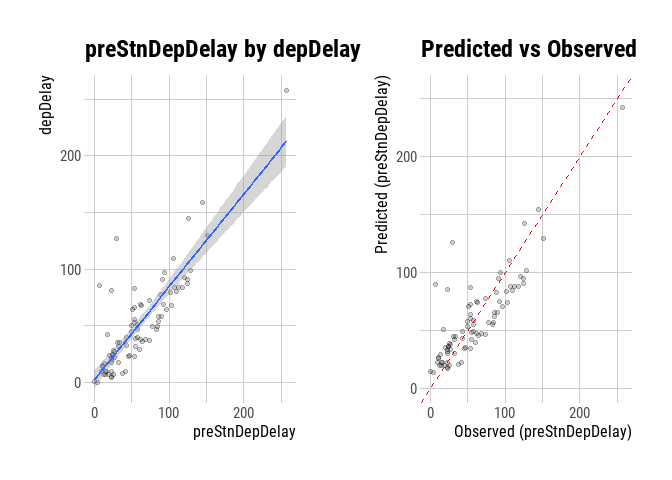 preStnDepDelay by depDelay
depDelay
200
100
0
0
100
200
preStnDepDelay
Predicted vs Observed
Predicted (preStnDepDelay)
200
100
0
0
100
200
Observed (preStnDepDelay)